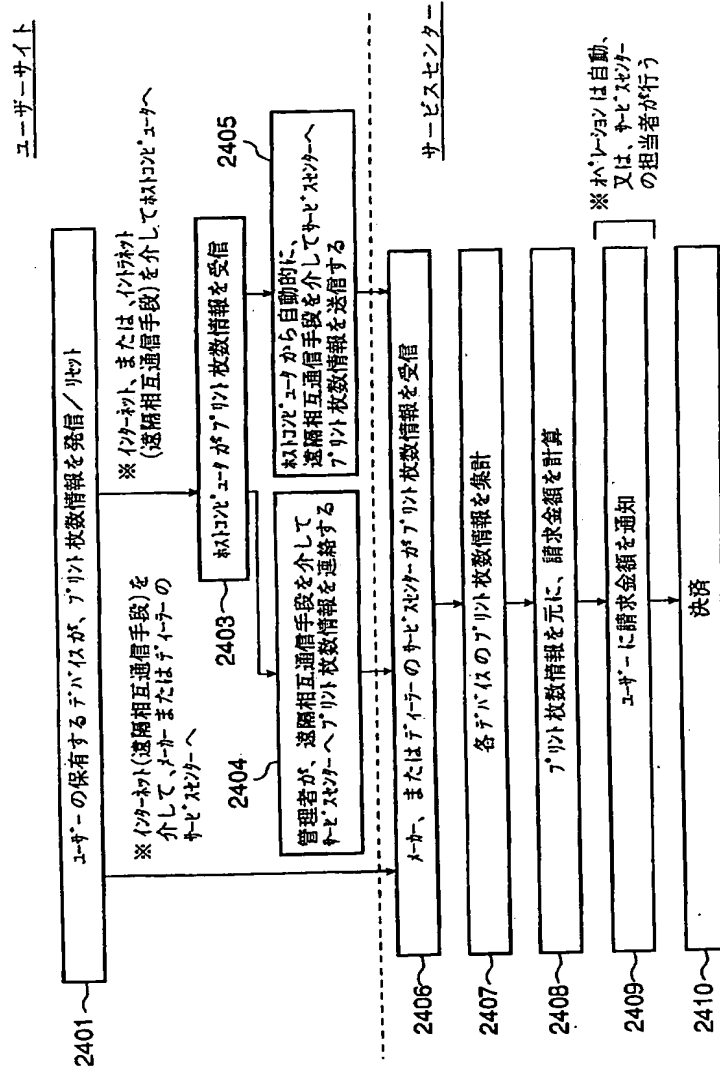 ユーザーサイト
2401
ユーザーの保有するデバイスが、プリント枚数情報を発信/リセット
※インターネット(遠隔相互通信手段)を
介して、メーカーまたはディーラーの
サービスセンターへ
※インターネット、または、イントラネット
(遠隔相互通信手段)を介してホストコンピュータへ
2403
ホストコンピュータがプリント枚数情報を受信
2404
管理者が、遠隔相互通信手段を介して
サービスセンターへプリント枚数情報を連絡する
2405
ホストコンピュータから自動的に、
遠隔相互通信手段を介してサービスセンターへ
プリント枚数情報を送信する
サービスセンター
2406
メーカー、またはディーラーのサービスセンターがプリント枚数情報を受信
2407
各デバイスのプリント枚数情報を集計
2408
プリント枚数情報を元に、請求金額を計算
2409
ユーザーに請求金額を通知
※オペレーションは自動、
又は、サービスセンター
の担当者が行う
2410
決済